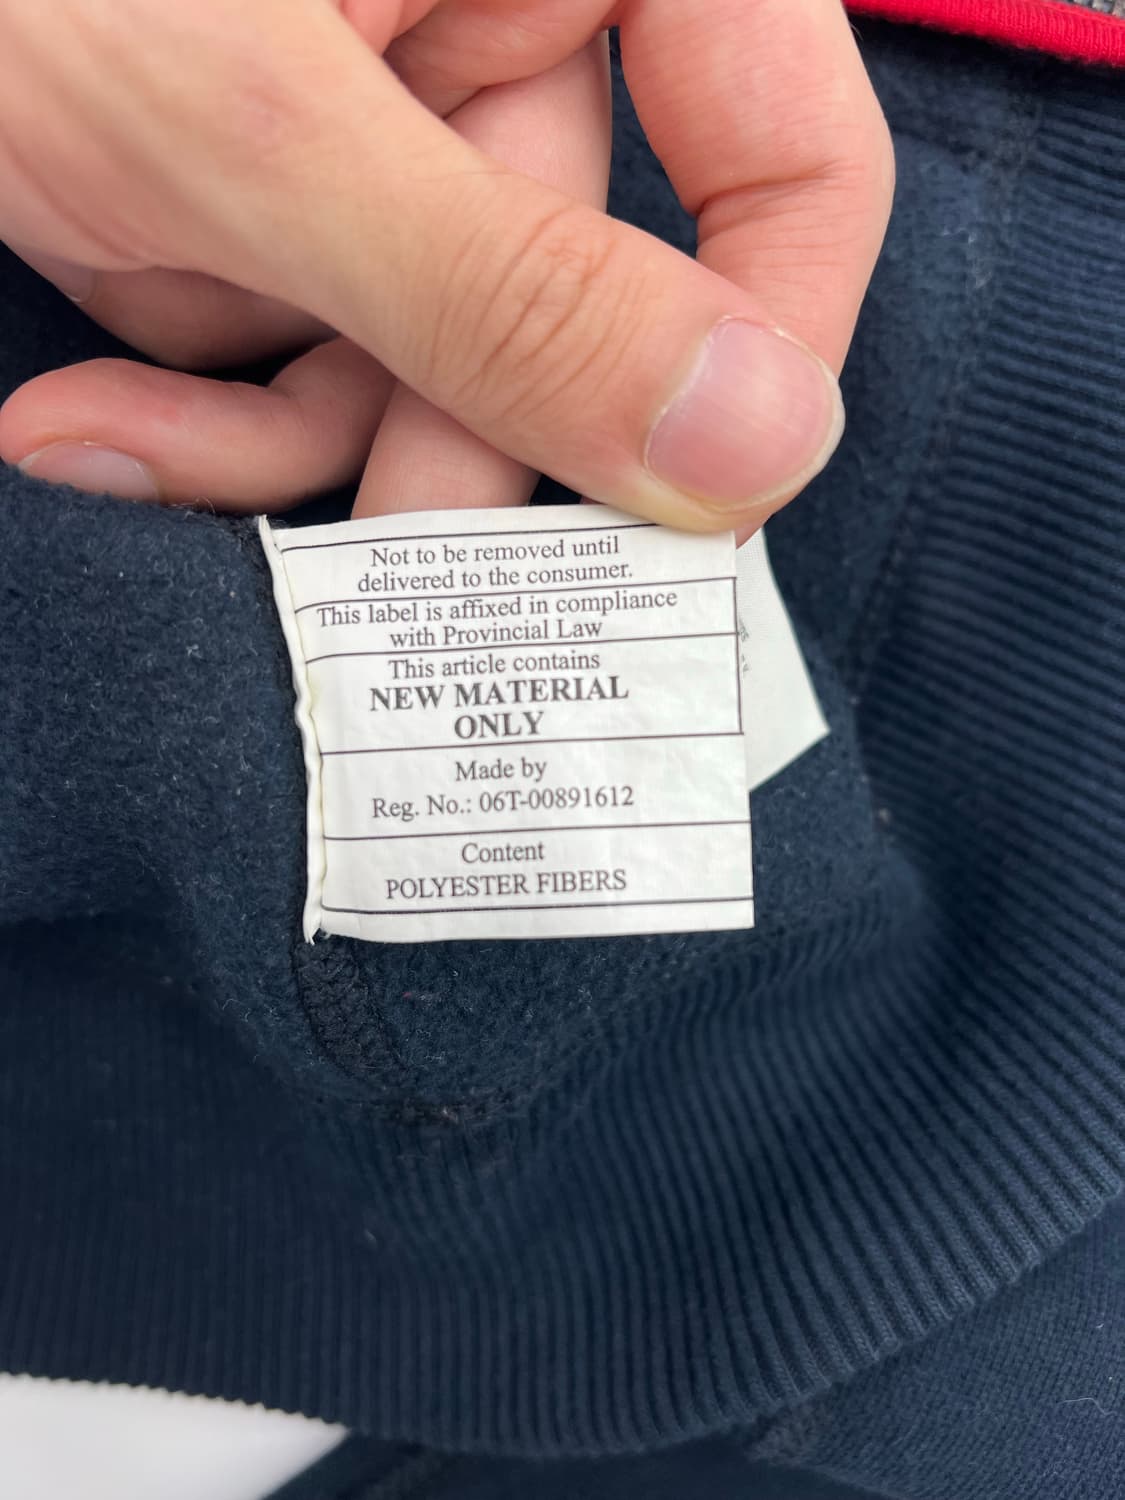 Not to be removed until
delivered to the consumer.
This label is affixed in compliance
with Provincial Law
This article contains
NEW MATERIAL
ONLY
Made by
Reg. No.: 06T-00891612
Content
POLYESTER FIBERS